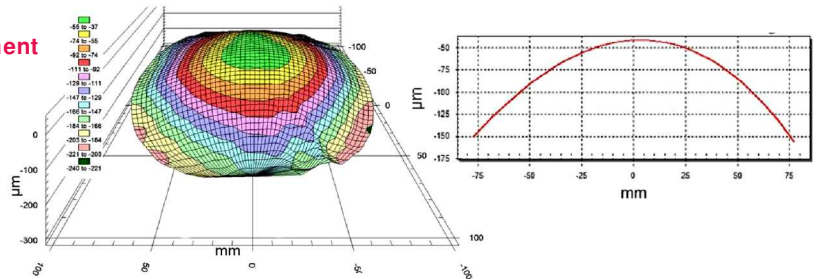 nent
-55 to -37
-74 to -55
-92 to -74
-111 to -92
-129 to -111
-147 to -129
-166 to -147
-184 to -166
-203 to -184
-221 to -203
-240 to -221
0
-100
-200
-300
µm
100
50
0
-100
mm
-100
-50
0
50
100
-50
-75
-100
-125
-150
-175
µm
-75
-50
-25
0
25
50
75
mm